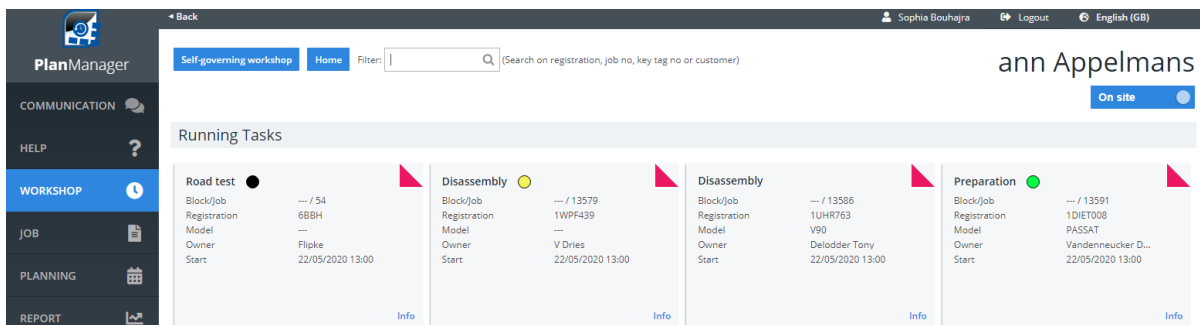 ◂ Back
Sophia Bouhajra Logout English (GB)
PlanManager
Self-governing workshop Home Filter: (Search on registration, job no, key tag no or customer)
ann Appelmans
On site
COMMUNICATION
HELP ?
WORKSHOP
JOB
PLANNING
REPORT
Running Tasks
Road test
Block/Job --- / 54
Registration 6BBH
Model ---
Owner Flipke
Start 22/05/2020 13:00
Info
Disassembly
Block/Job --- / 13579
Registration 1WPF439
Model ---
Owner V Dries
Start 22/05/2020 13:00
Info
Disassembly
Block/Job --- / 13586
Registration 1UHR763
Model V90
Owner Delodder Tony
Start 22/05/2020 13:00
Info
Preparation
Block/Job --- / 13591
Registration 1DIET008
Model PASSAT
Owner Vandenneucker D...
Start 22/05/2020 13:00
Info